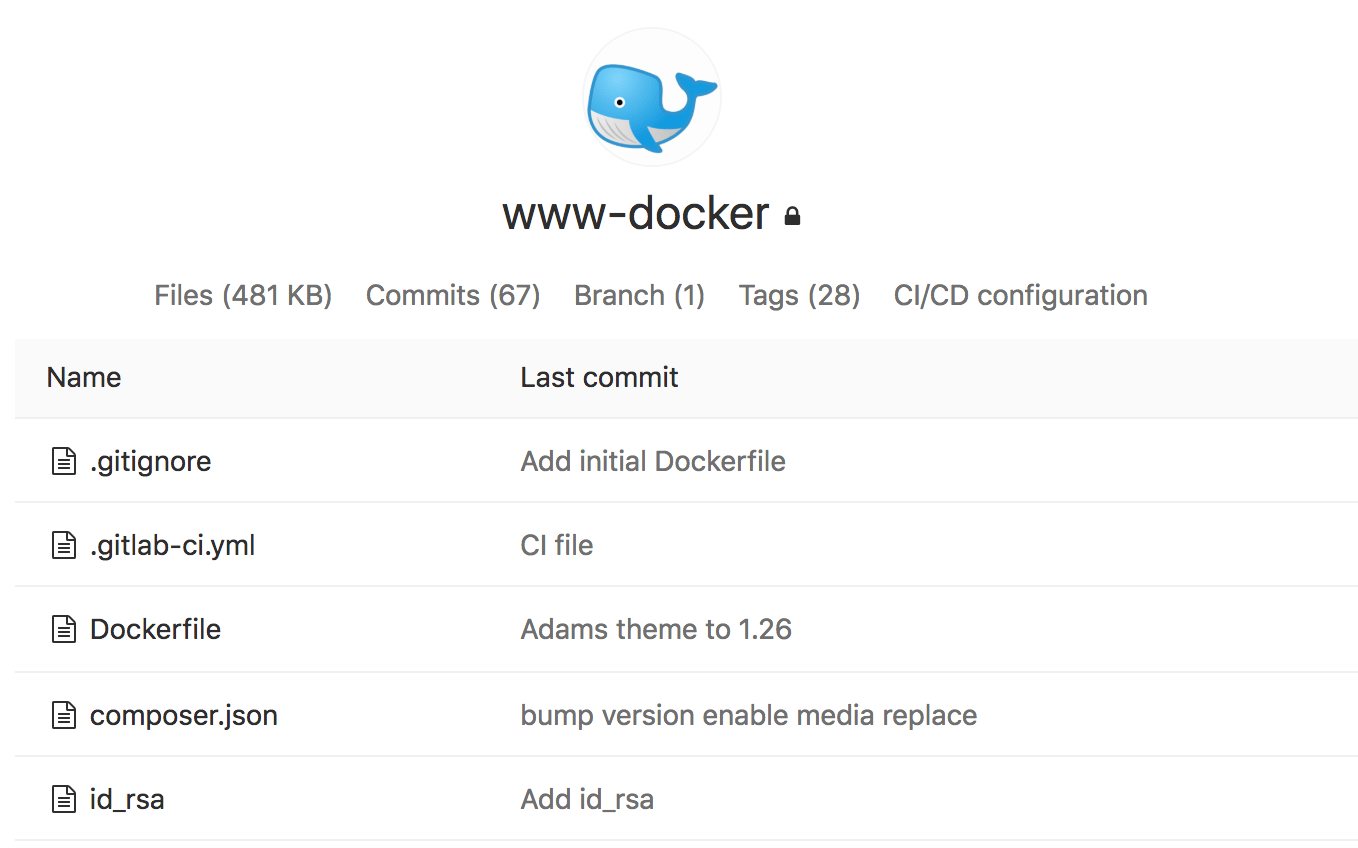 www-docker
Files (481 KB) Commits (67) Branch (1) Tags (28) CI/CD configuration
Name Last commit
.gitignore Add initial Dockerfile
.gitlab-ci.yml CI file
Dockerfile Adams theme to 1.26
composer.json bump version enable media replace
id_rsa Add id_rsa